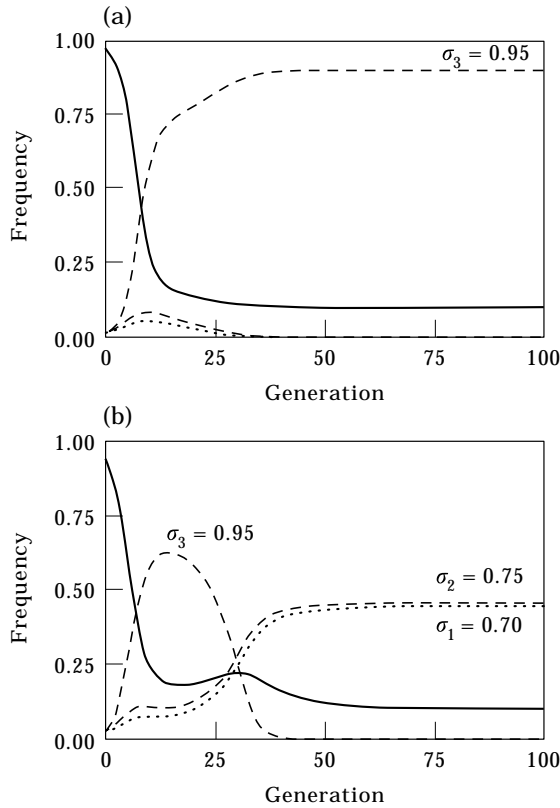 (a)
1.00
σ3 = 0.95
0.75
Frequency
0.50
0.25
0.00
0 25 50 75 100
Generation
(b)
1.00
0.75
σ3 = 0.95
σ2 = 0.75
Frequency
0.50
σ1 = 0.70
0.25
0.00
0 25 50 75 100
Generation